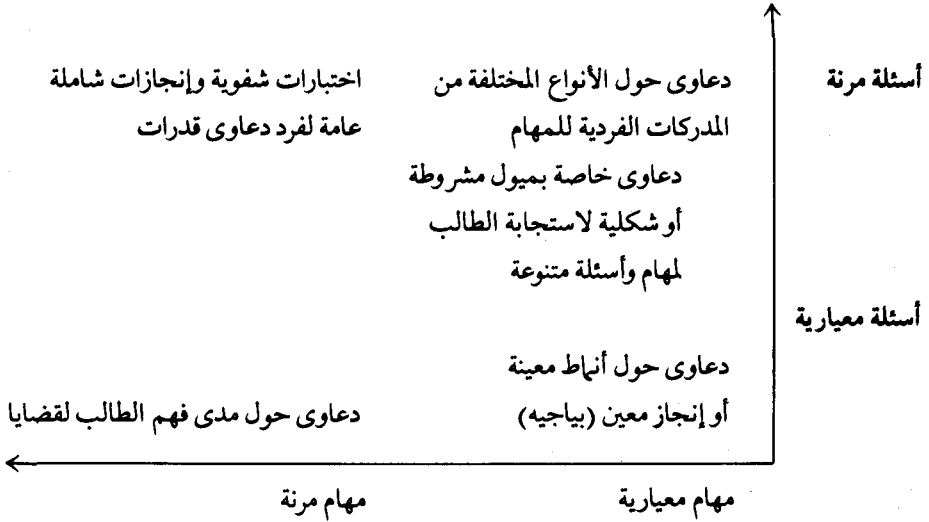 أسئلة مرنة
دعاوى حول الأنواع المختلفة من
المدركات الفردية للمهام
دعاوى خاصة بميول مشروطة
أو شكلية لاستجابة الطالب
لمهام وأسئلة متنوعة
اختبارات شفوية وإنجازات شاملة
عامة لفرد دعاوى قدرات
أسئلة معيارية
دعاوى حول أنماط معينة
أو إنجاز معين (بياجيه)
دعاوى حول مدى فهم الطالب لقضايا
مهام معيارية
مهام مرنة